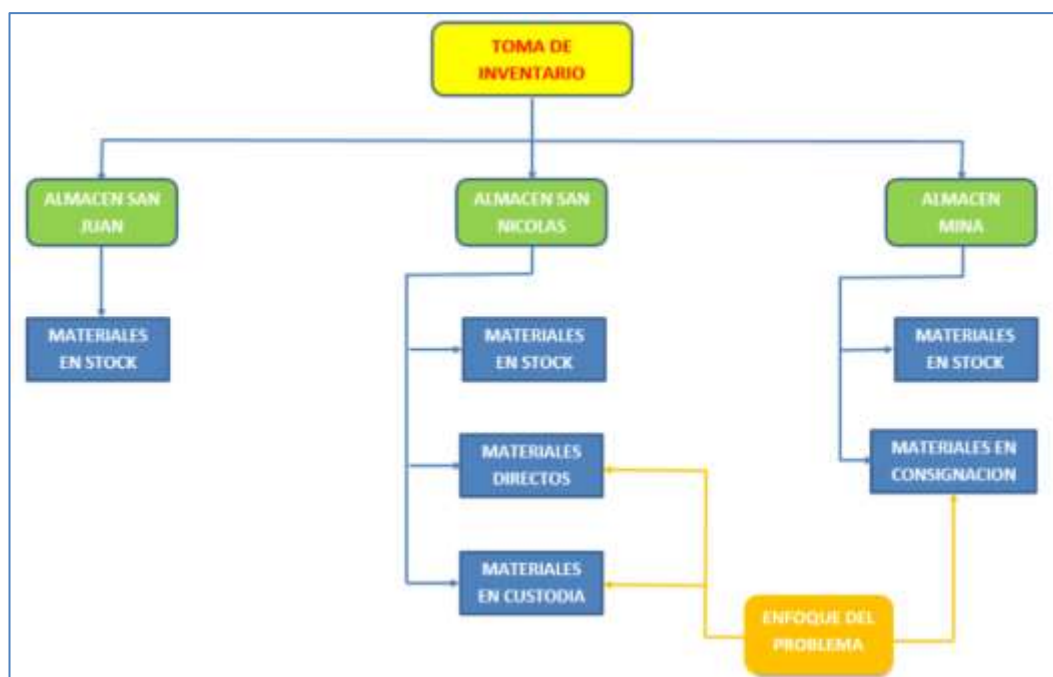 TOMA DE
INVENTARIO
ALMACEN SAN
JUAN
ALMACEN SAN
NICOLAS
ALMACEN
MINA
MATERIALES
EN STOCK
MATERIALES
EN STOCK
MATERIALES
EN STOCK
MATERIALES
DIRECTOS
MATERIALES EN
CONSIGNACION
MATERIALES
EN CUSTODIA
ENFOQUE DEL
PROBLEMA